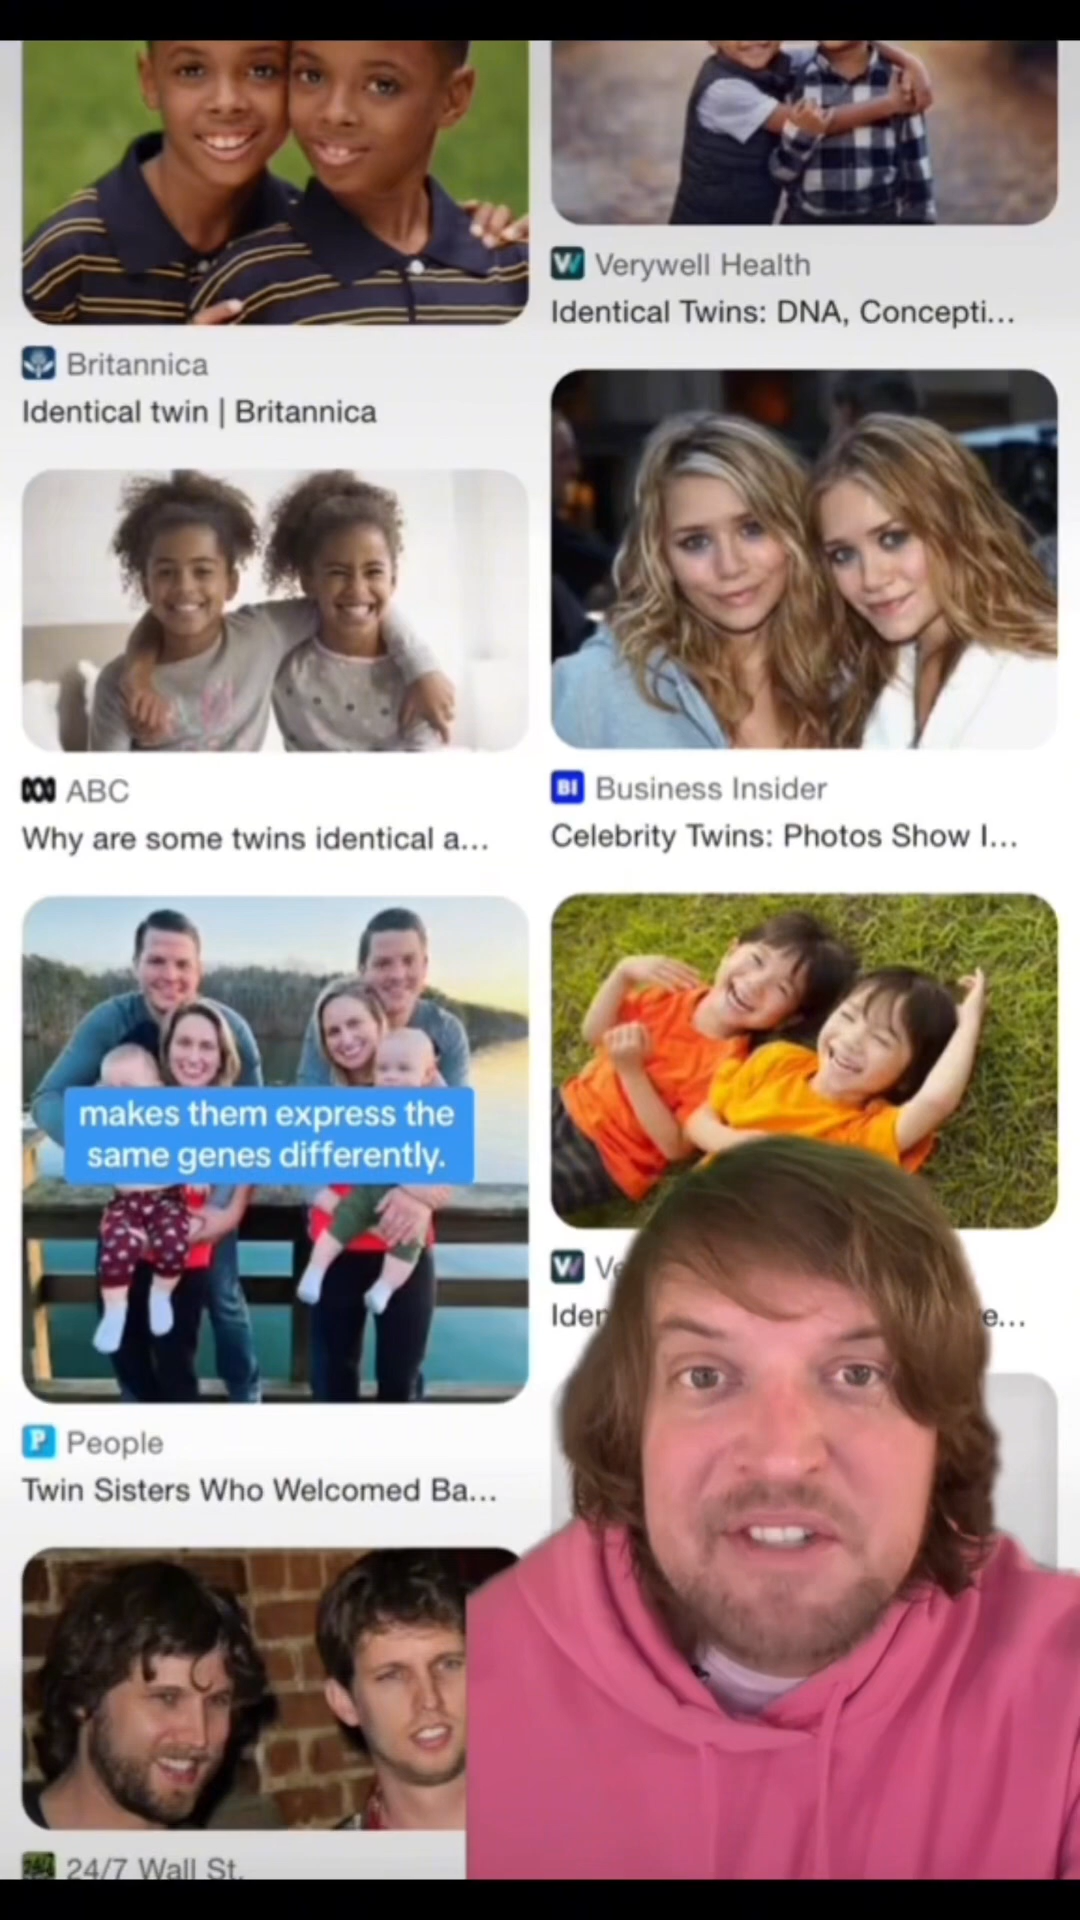 Verywell Health
Identical Twins: DNA, Concepti...
Britannica
Identical twin | Britannica
ABC
Why are some twins identical a...
BI Business Insider
Celebrity Twins: Photos Show I...
makes them express the
same genes differently.
P People
Twin Sisters Who Welcomed Ba...
24/7 Wall St.